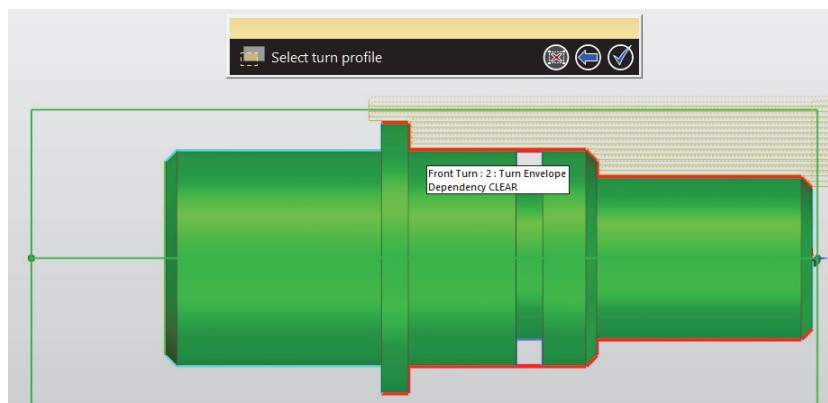 Select turn profile
Front Turn : 2 : Turn Envelope
Dependency CLEAR